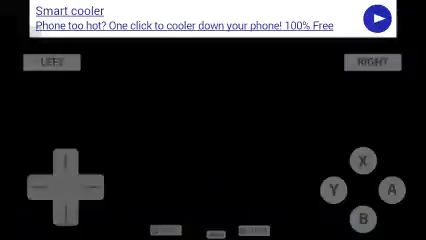 Smart cooler
Phone too hot? One click to cooler down your phone! 100% Free
LEFT
RIGHT
X
Y
A
B